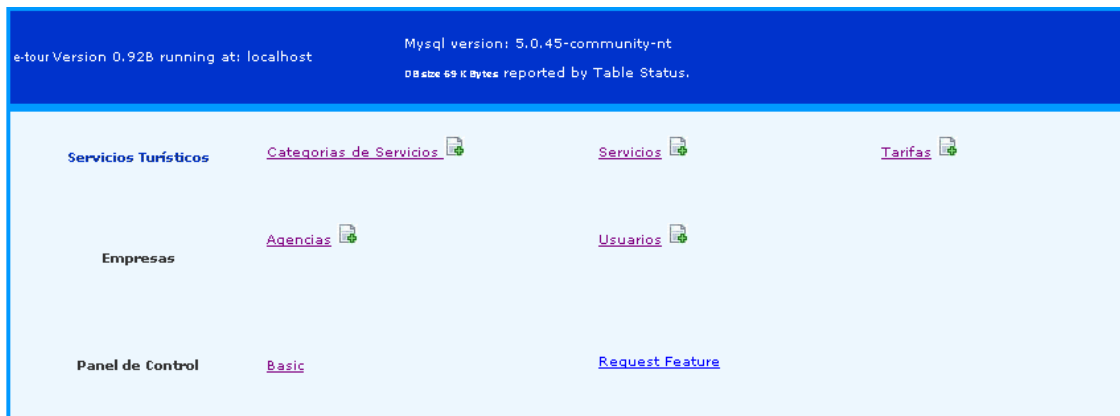 e-tour Version 0.92B running at: localhost
Mysql version: 5.0.45-community-nt
DB size 69 K Bytes reported by Table Status.
Servicios Turísticos Categorias de Servicios Servicios Tarifas
Empresas Agencias Usuarios
Panel de Control Basic Request Feature